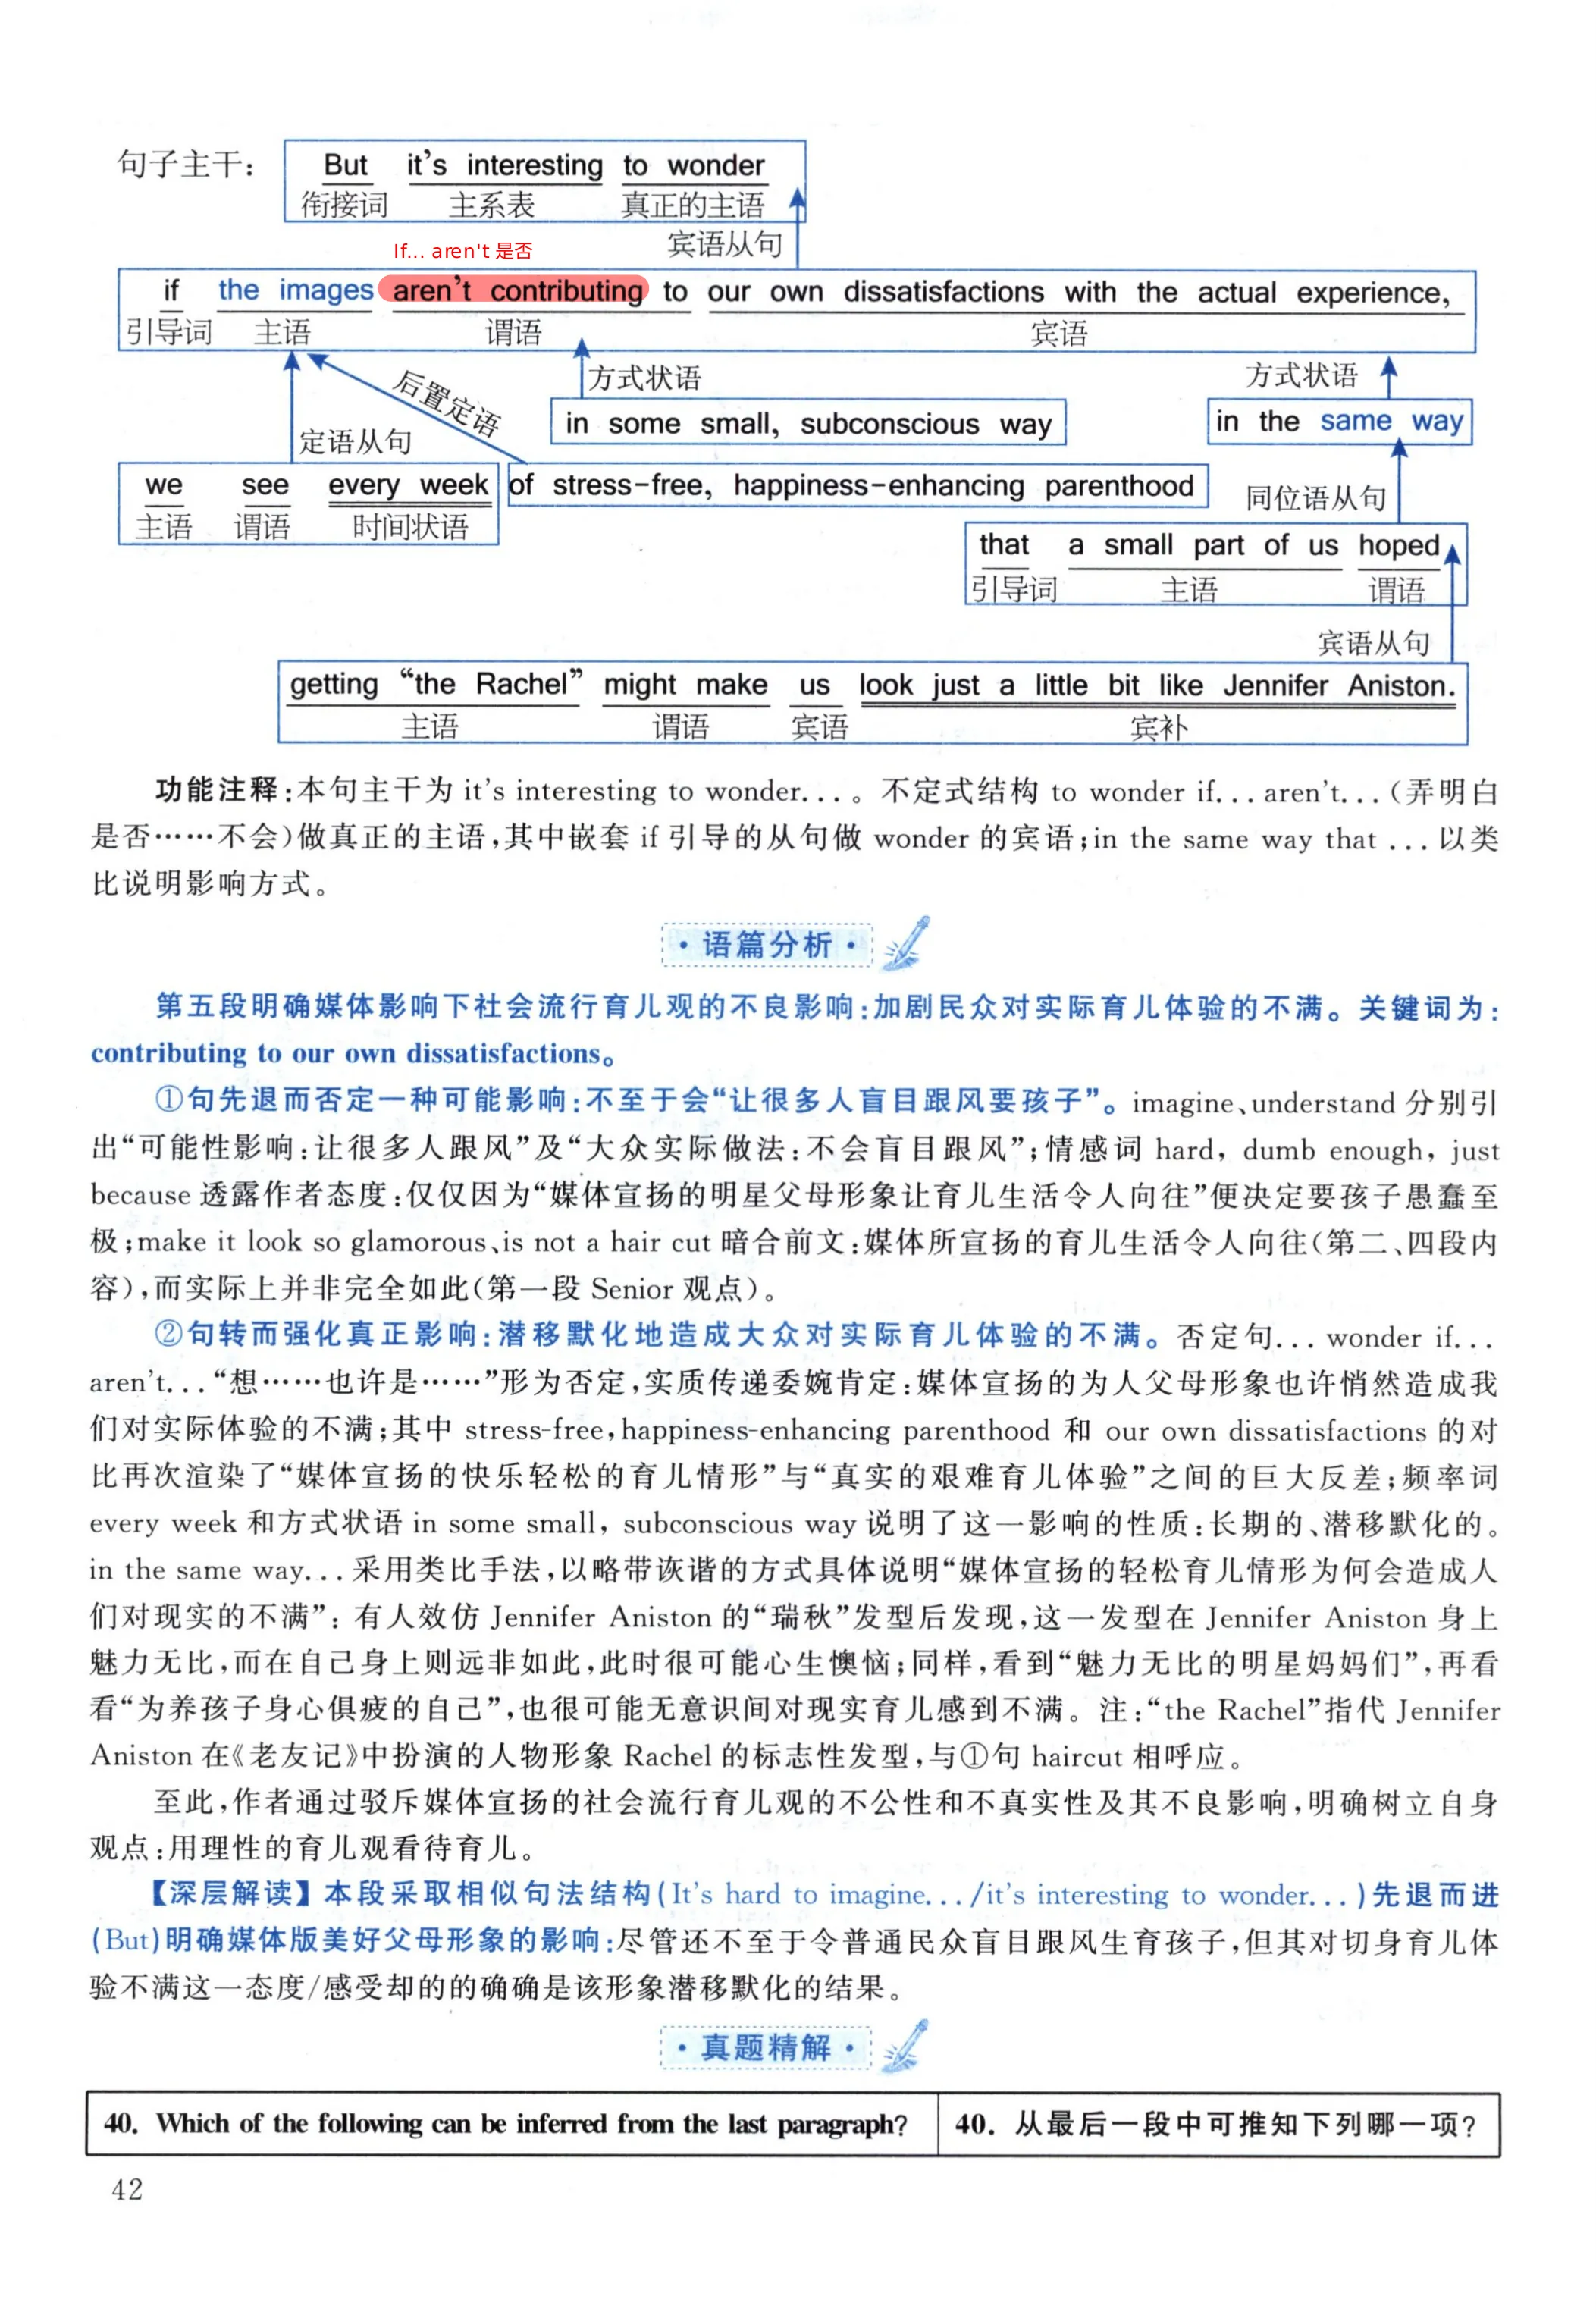 句子主干:
But it's interesting to wonder
衔接词 主系表 真正的主语
If... aren't 是否
宾语从句
if the images aren't contributing to our own dissatisfactions with the actual experience,
引导词 主语 谓语 宾语
后置定语
方式状语
方式状语
in some small, subconscious way
in the same way
定语从句
we see every week
主语 谓语 时间状语
of stress-free, happiness-enhancing parenthood
同位语从句
that a small part of us hoped
引导词 主语 谓语
宾语从句
getting “the Rachel” might make us look just a little bit like Jennifer Aniston.
主语 谓语 宾语 宾补
功能注释:本句主干为 it's interesting to wonder...。不定式结构 to wonder if... aren't...(弄明白
是否……不会)做真正的主语,其中嵌套 if 引导的从句做 wonder 的宾语;in the same way that ... 以类
比说明影响方式。
·语篇分析·
第五段明确媒体影响下社会流行育儿观的不良影响:加剧民众对实际育儿体验的不满。关键词为:
contributing to our own dissatisfactions。
①句先退而否定一种可能影响:不至于会“让很多人盲目跟风要孩子”。imagine、understand 分别引
出“可能性影响:让很多人跟风”及“大众实际做法:不会盲目跟风”;情感词 hard, dumb enough, just
because 透露作者态度:仅仅因为“媒体宣扬的明星父母形象让育儿生活令人向往”便决定要孩子愚蠢至
极;make it look so glamorous、is not a hair cut 暗合前文:媒体所宣扬的育儿生活令人向往(第二、四段内
容),而实际上并非完全如此(第一段 Senior 观点)。
②句转而强化真正影响:潜移默化地造成大众对实际育儿体验的不满。否定句... wonder if...
aren't...“想……也许是……”形为否定,实质传递委婉肯定:媒体宣扬的为人父母形象也许悄然造成我
们对实际体验的不满;其中 stress-free,happiness-enhancing parenthood 和 our own dissatisfactions 的对
比再次渲染了“媒体宣扬的快乐轻松的育儿情形”与“真实的艰难育儿体验”之间的巨大反差;频率词
every week 和方式状语 in some small, subconscious way 说明了这一影响的性质:长期的、潜移默化的。
in the same way... 采用类比手法,以略带诙谐的方式具体说明“媒体宣扬的轻松育儿情形为何会造成人
们对现实的不满”: 有人效仿 Jennifer Aniston 的“瑞秋”发型后发现,这一发型在 Jennifer Aniston 身上
魅力无比,而在自己身上则远非如此,此时很可能心生懊恼;同样,看到“魅力无比的明星妈妈们”,再看
看“为养孩子身心俱疲的自己”,也很可能无意识间对现实育儿感到不满。注:“the Rachel”指代 Jennifer
Aniston 在《老友记》中扮演的人物形象 Rachel 的标志性发型,与①句 haircut 相呼应。
至此,作者通过驳斥媒体宣扬的社会流行育儿观的不公性和不真实性及其不良影响,明确树立自身
观点:用理性的育儿观看待育儿。
【深层解读】本段采取相似句法结构(It's hard to imagine.../it's interesting to wonder...)先退而进
(But)明确媒体版美好父母形象的影响:尽管还不至于令普通民众盲目跟风生育孩子,但其对切身育儿体
验不满这一态度/感受却的的确确是该形象潜移默化的结果。
·真题精解·
40. Which of the following can be inferred from the last paragraph? 40. 从最后一段中可推知下列哪一项?
42